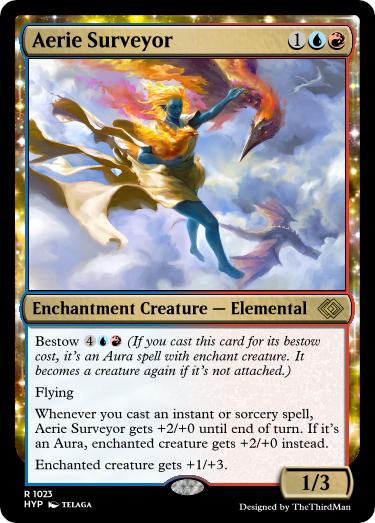 Aerie Surveyor 1
Enchantment Creature — Elemental
Bestow 4 (If you cast this card for its bestow
cost, it's an Aura spell with enchant creature. It
becomes a creature again if it's not attached.)
Flying
Whenever you cast an instant or sorcery spell,
Aerie Surveyor gets +2/+0 until end of turn. If it's
an Aura, enchanted creature gets +2/+0 instead.
Enchanted creature gets +1/+3.
1/3
R 1023
HYP TELAGA
Designed by TheThirdMan